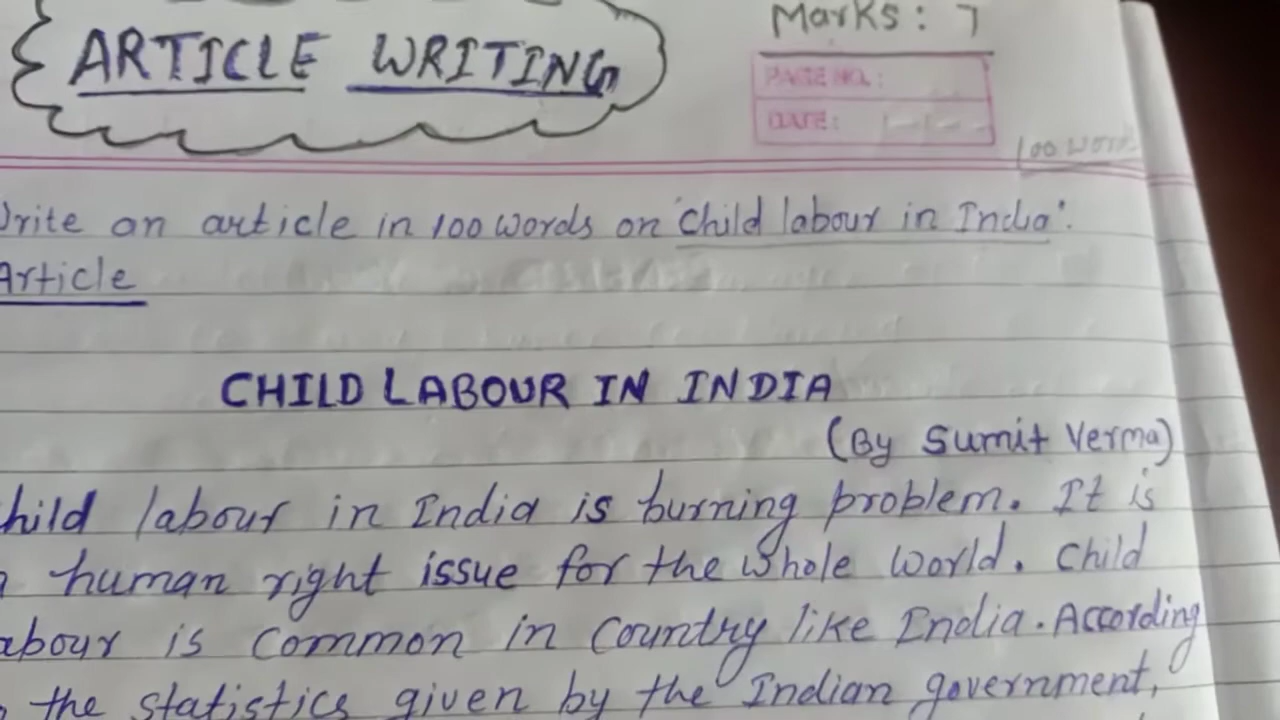 ARTICLE WRITING
Marks: 7
PAGE NO.:
DATE:
100 word
Write an article in 100 words on 'Child labour in India'.
Article
CHILD LABOUR IN INDIA
(By Sumit Verma)
hild labour in India is burning problem. It is
a human right issue for the whole world. Child
abour is common in Country like India. According
the statistics given by the Indian government,